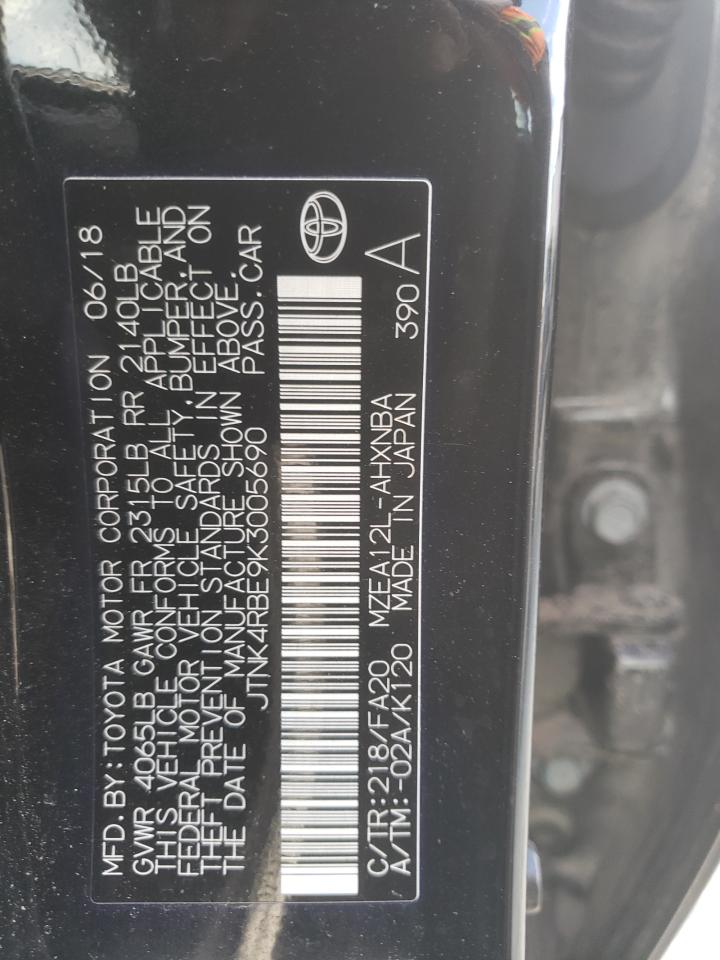 MFD.BY:TOYOTA MOTOR CORPORATION 06/18
GVWR 4065LB GAWR FR 2315LB RR 2140LB
THIS VEHICLE CONFORMS TO ALL APPLICABLE
FEDERAL MOTOR VEHICLE SAFETY,BUMPER,AND
THEFT PREVENTION STANDARDS IN EFFECT ON
THE DATE OF MANUFACTURE SHOWN ABOVE.
JTNK4RBE9K3005690 PASS.CAR
C/TR:218/FA20 MZEA12L-AHXNBA
A/TM:-02A/K120 MADE IN JAPAN 390 A